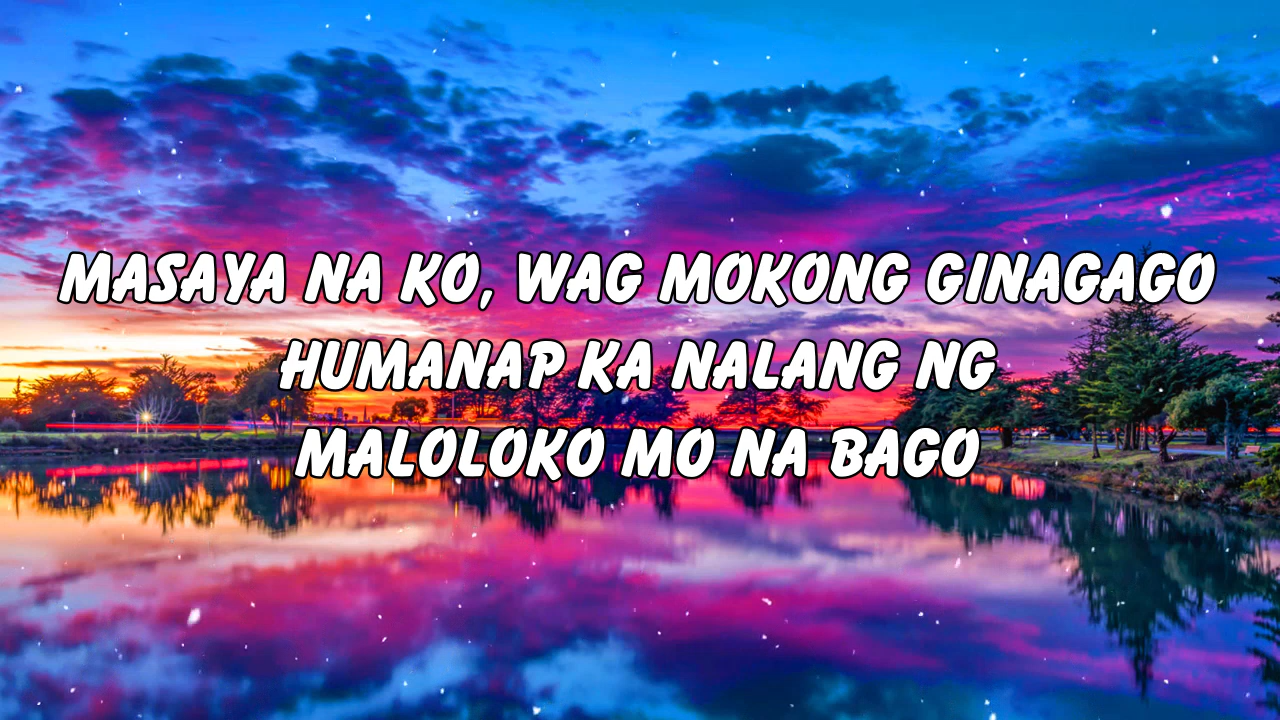 MASAYA NA KO, WAG MOKONG GINAGAGO
HUMANAP KA NALANG NG
MALOLOKO MO NA BAGO